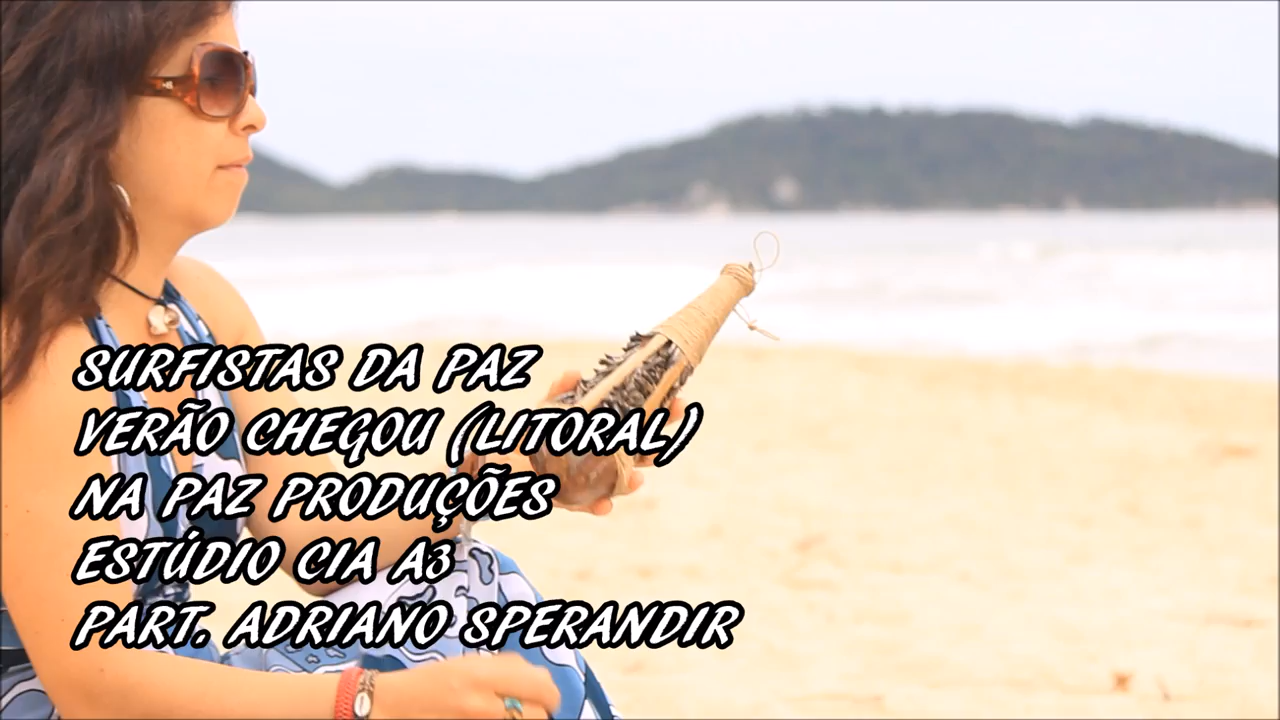 SURFISTAS DA PAZ
VERÃO CHEGOU (LITORAL)
NA PAZ PRODUÇÕES
ESTÚDIO CIA A3
PART. ADRIANO SPERANDIR